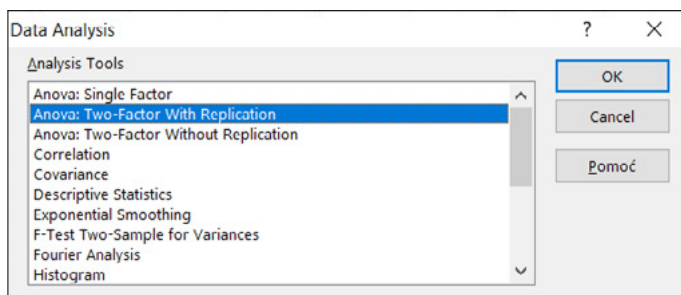 Data Analysis
?
Analysis Tools
Anova: Single Factor
Anova: Two-Factor With Replication
Anova: Two-Factor Without Replication
Correlation
Covariance
Descriptive Statistics
Exponential Smoothing
F-Test Two-Sample for Variances
Fourier Analysis
Histogram
OK
Cancel
Pomoć